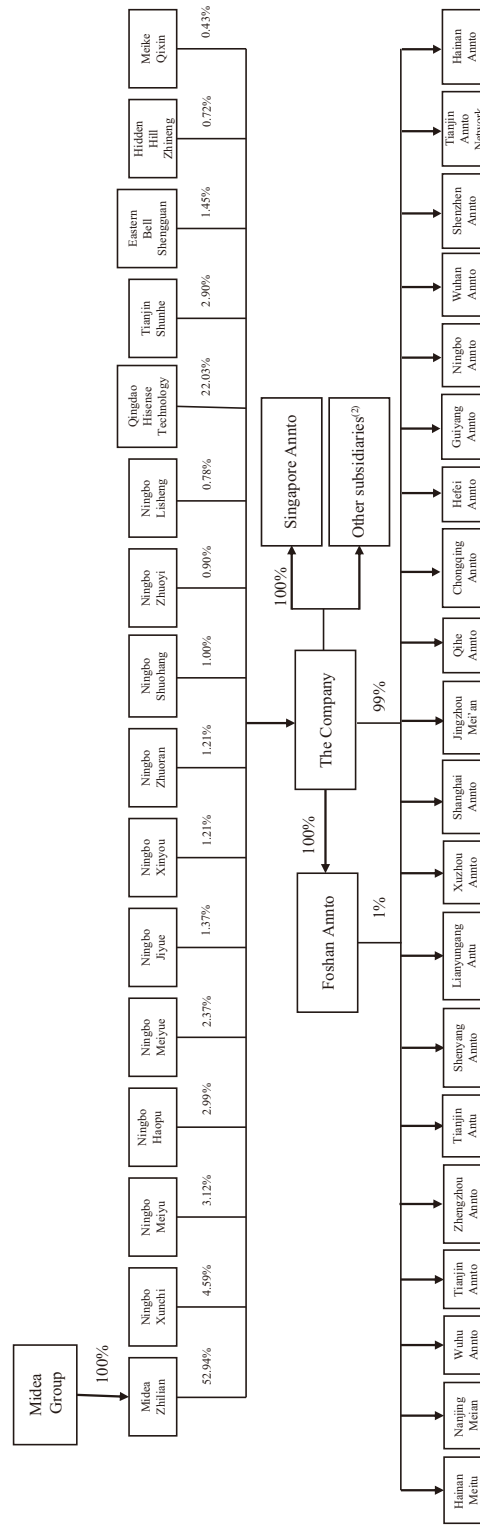 Midea
Group
100%
Midea
Zhilian
Ningbo
Xunchi
Ningbo
Meiyu
Ningbo
Haopu
Ningbo
Meiyue
Ningbo
Jiyue
Ningbo
Xinyou
Ningbo
Zhuoran
Ningbo
Shuohang
Ningbo
Zhuoyi
Ningbo
Lisheng
Qingdao
Hisense
Technology
Tianjin
Shunhe
Eastern
Bell
Shengguan
Hidden
Hill
Zhineng
Meike
Qixin
52.94%
4.59%
3.12%
2.99%
2.37%
1.37%
1.21%
1.21%
1.00%
0.90%
0.78%
22.03%
2.90%
1.45%
0.72%
0.43%
Foshan Annto
100%
The Company
100%
Singapore Annto
Other subsidiaries(2)
1%
99%
Hainan
Meitu
Nanjing
Meian
Wuhu
Annto
Tianjin
Annto
Zhengzhou
Annto
Tianjin
Antu
Shenyang
Annto
Lianyungang
Antu
Xuzhou
Annto
Shanghai
Annto
Jingzhou
Mei'an
Qihe
Annto
Chongqing
Annto
Hefei
Annto
Guiyang
Annto
Ningbo
Annto
Wuhan
Annto
Shenzhen
Annto
Tianjin
Annto
Network
Hainan
Annto